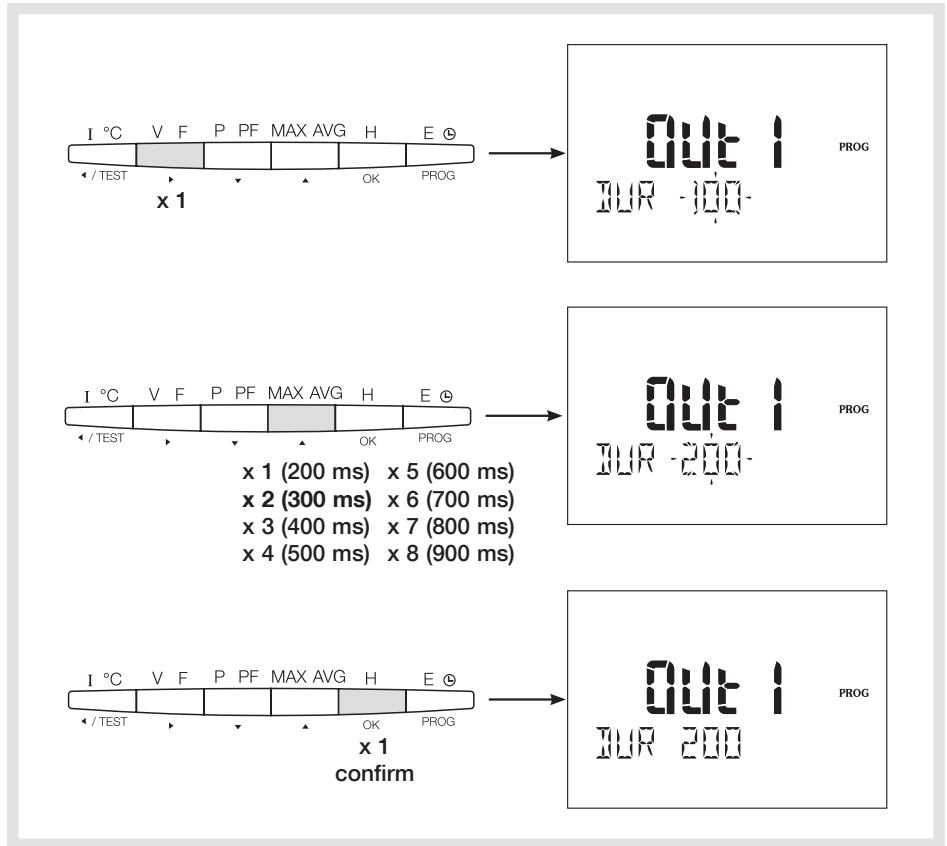 I °C V F P PF MAX AVG H E
/ TEST OK PROG
x 1
OUt 1 PROG
DUR 100
I °C V F P PF MAX AVG H E
/ TEST OK PROG
x 1 (200 ms) x 5 (600 ms)
x 2 (300 ms) x 6 (700 ms)
x 3 (400 ms) x 7 (800 ms)
x 4 (500 ms) x 8 (900 ms)
OUt 1 PROG
DUR 200
I °C V F P PF MAX AVG H E
/ TEST OK PROG
x 1
confirm
OUt 1 PROG
DUR 200